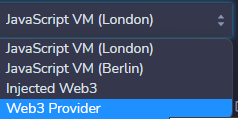 JavaScript VM (London)
JavaScript VM (London)
JavaScript VM (Berlin)
Injected Web3
Web3 Provider